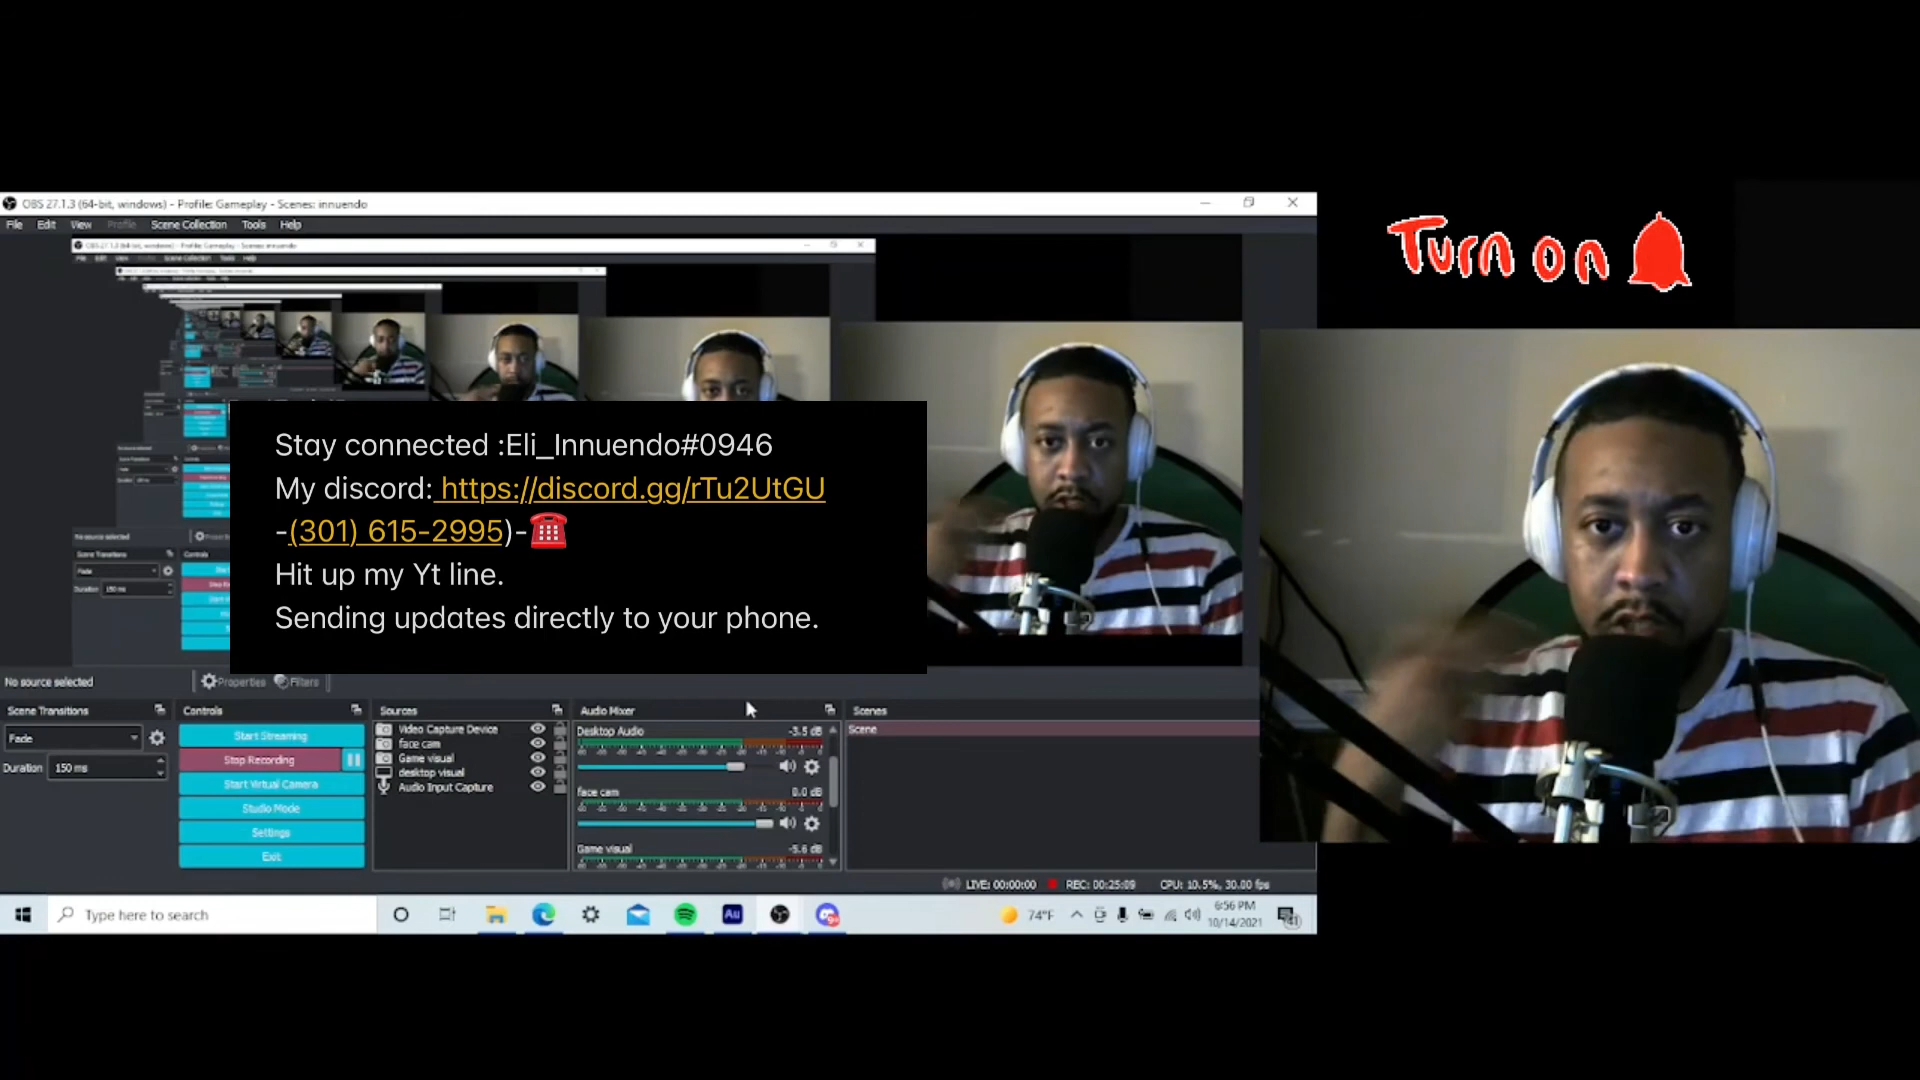 OBS 27.1.3 (64-bit, windows) - Profile: Gameplay - Scenes: innuendo
File Edit View Profile Scene Collection Tools Help
Turn on
Stay connected :Eli_Innuendo#0946
My discord: https://discord.gg/rTu2UtGU
-(301) 615-2995)-☎️
Hit up my Yt line.
Sending updates directly to your phone.
No source selected
Properties Filters
Scene Transitions
Fade
Duration 150 ms
Controls
Start Streaming
Stop Recording
Start Virtual Camera
Studio Mode
Settings
Exit
Sources
Video Capture Device
face cam
Game visual
desktop visual
Audio Input Capture
Audio Mixer
Desktop Audio -3.5 dB
face cam 0.0 dB
Game visual -5.6 dB
Scenes
Scene
LIVE: 00:00:00 REC: 00:25:09 CPU: 10.5%, 30.00 fps
Type here to search
Au
74°F
6:56 PM
10/14/2021